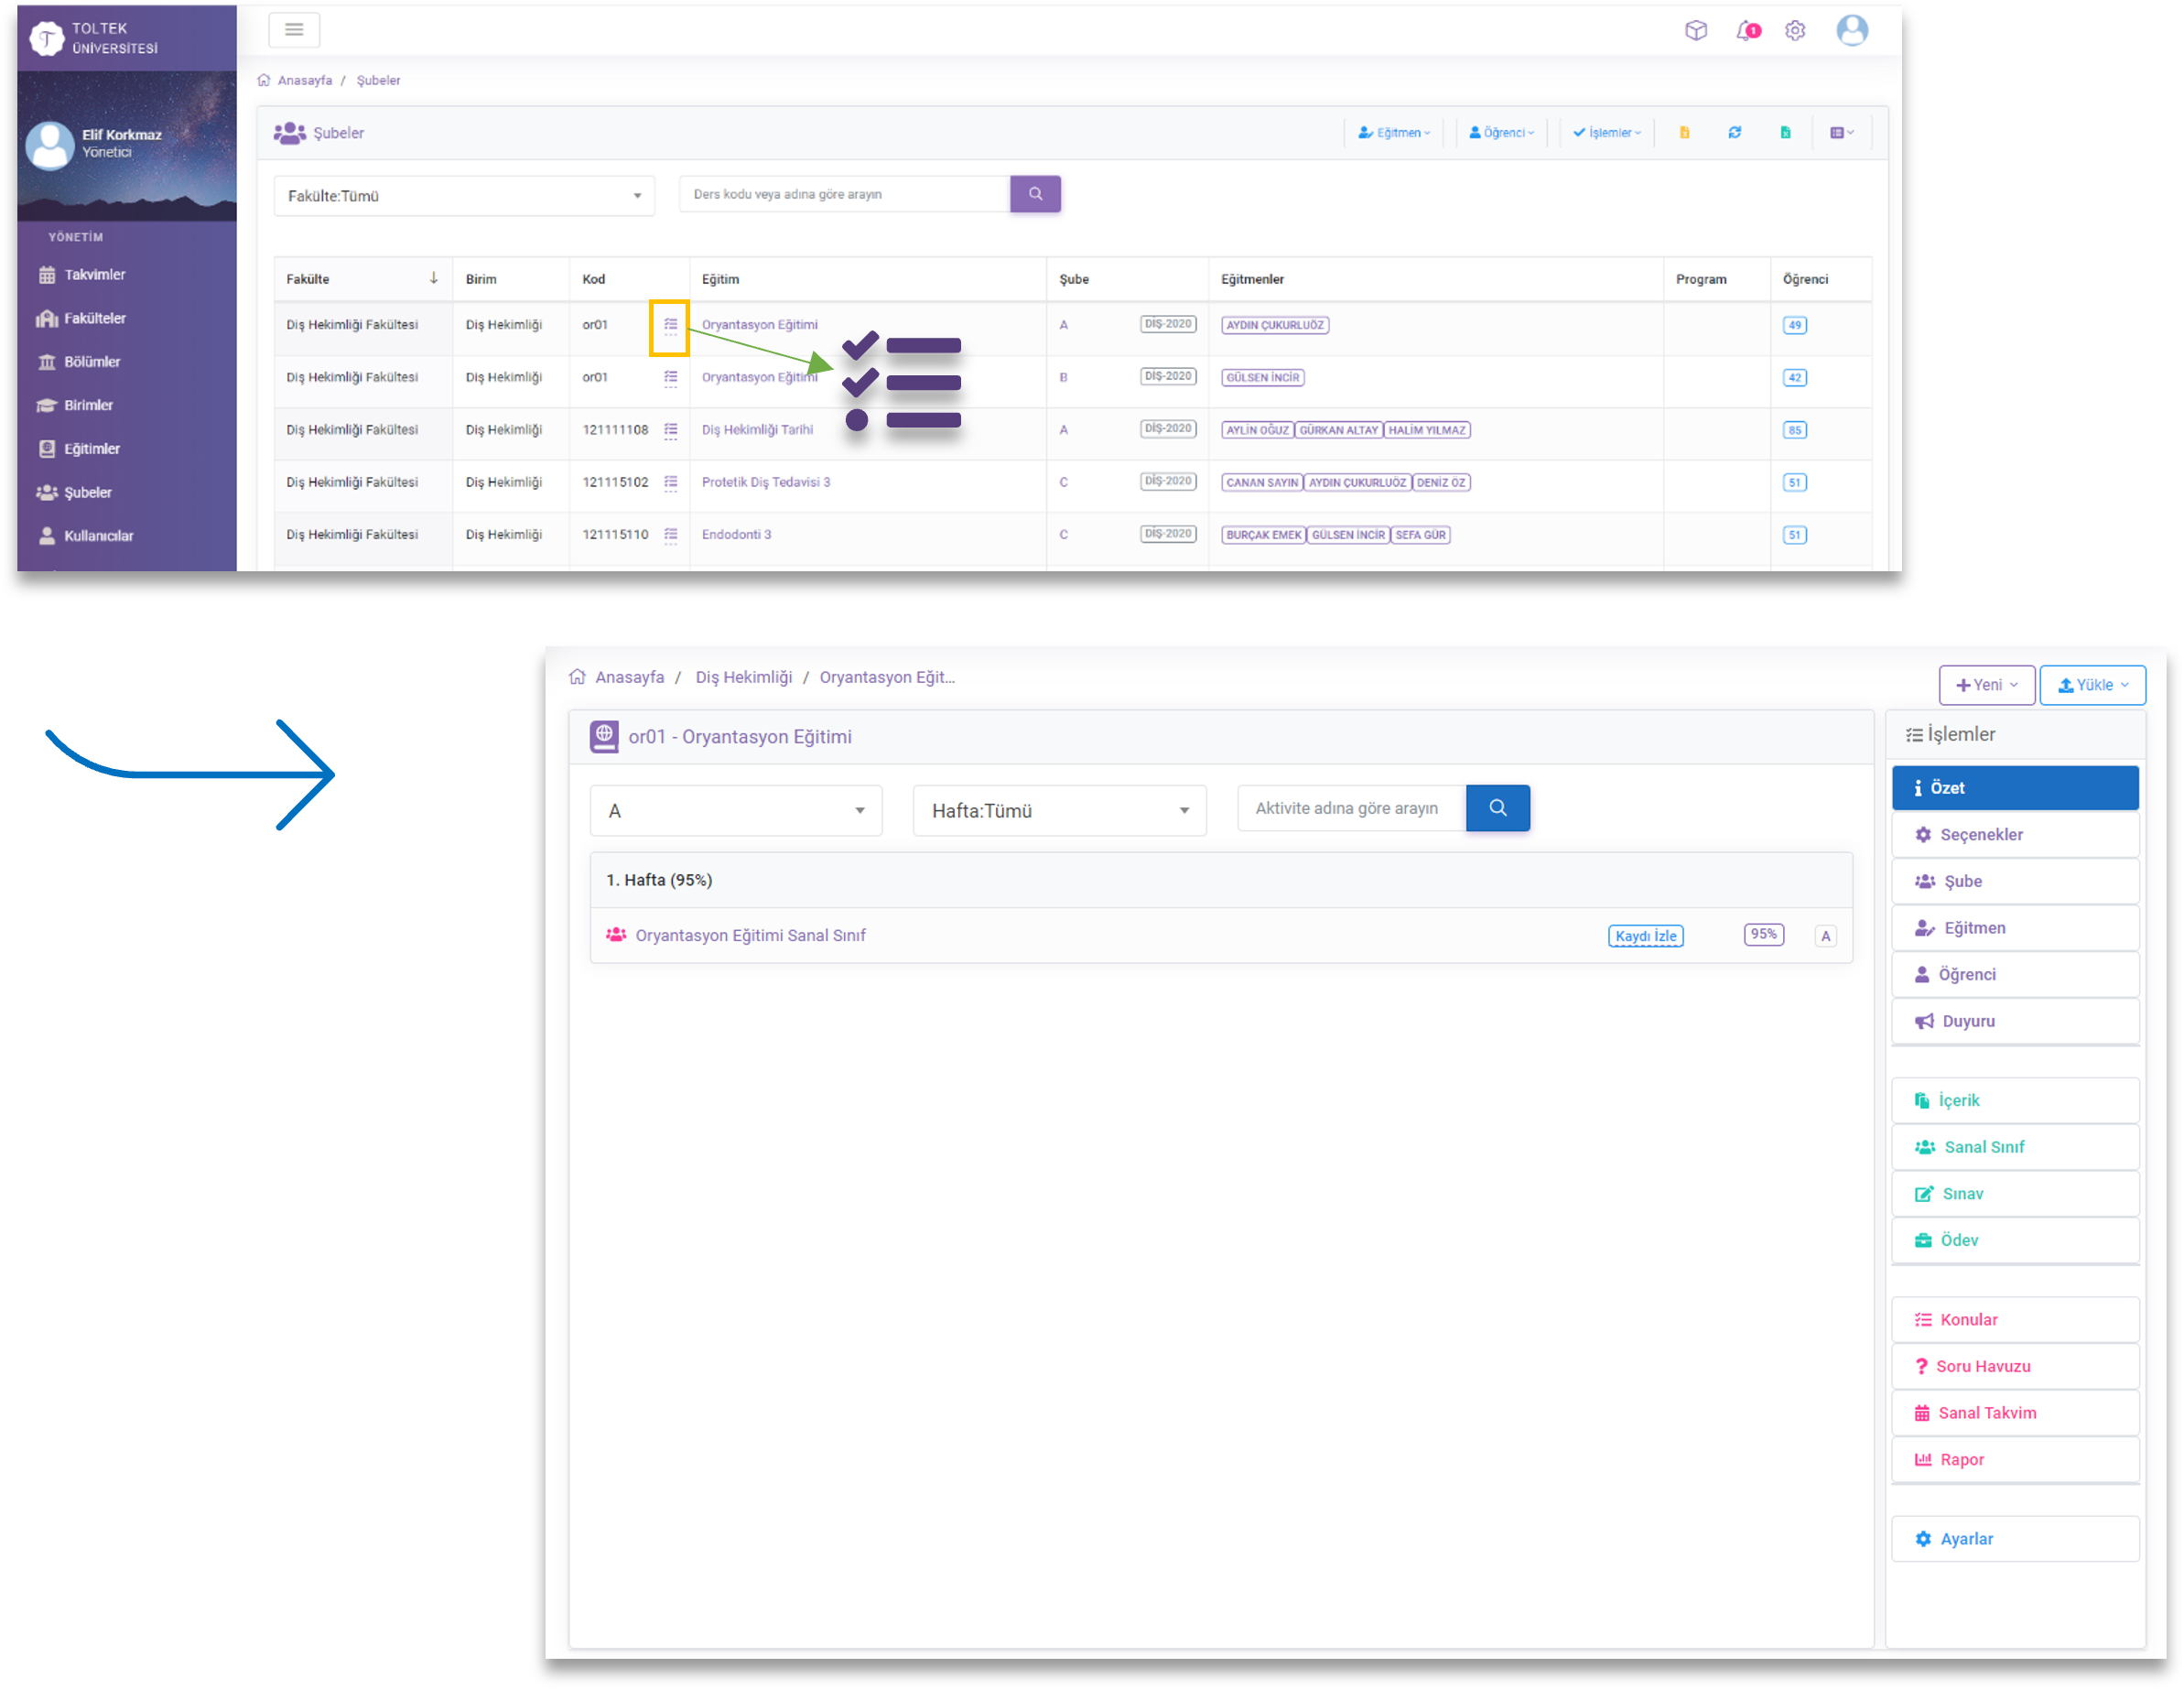 TOLTEK
ÜNİVERSİTESİ
1
Anasayfa / Şubeler
Elif Korkmaz
Yönetici
Şubeler
Eğitmen
Öğrenci
İşlemler
Fakülte:Tümü
Ders kodu veya adına göre arayın
YÖNETİM
Takvimler
Fakülteler
Bölümler
Birimler
Eğitimler
Şubeler
Kullanıcılar
Fakülte Birim Kod Eğitim Şube Eğitmenler Program Öğrenci
Diş Hekimliği Fakültesi Diş Hekimliği or01 Oryantasyon Eğitimi A DİŞ-2020 AYDIN ÇUKURLUÖZ 49
Diş Hekimliği Fakültesi Diş Hekimliği or01 Oryantasyon Eğitimi B DİŞ-2020 GÜLSEN İNCİR 42
Diş Hekimliği Fakültesi Diş Hekimliği 121111108 Diş Hekimliği Tarihi A DİŞ-2020 AYLİN OĞUZ GÜRKAN ALTAY HALİM YILMAZ 85
Diş Hekimliği Fakültesi Diş Hekimliği 121115102 Protetik Diş Tedavisi 3 C DİŞ-2020 CANAN SAYIN AYDIN ÇUKURLUÖZ DENİZ ÖZ 51
Diş Hekimliği Fakültesi Diş Hekimliği 121115110 Endodonti 3 C DİŞ-2020 BURÇAK EMEK GÜLSEN İNCİR SEFA GÜR 51
Anasayfa / Diş Hekimliği / Oryantasyon Eğit...
Yeni
Yükle
or01 - Oryantasyon Eğitimi
A
Hafta:Tümü
Aktivite adına göre arayın
1. Hafta (95%)
Oryantasyon Eğitimi Sanal Sınıf Kaydı İzle 95% A
İşlemler
Özet
Seçenekler
Şube
Eğitmen
Öğrenci
Duyuru
İçerik
Sanal Sınıf
Sınav
Ödev
Konular
Soru Havuzu
Sanal Takvim
Rapor
Ayarlar